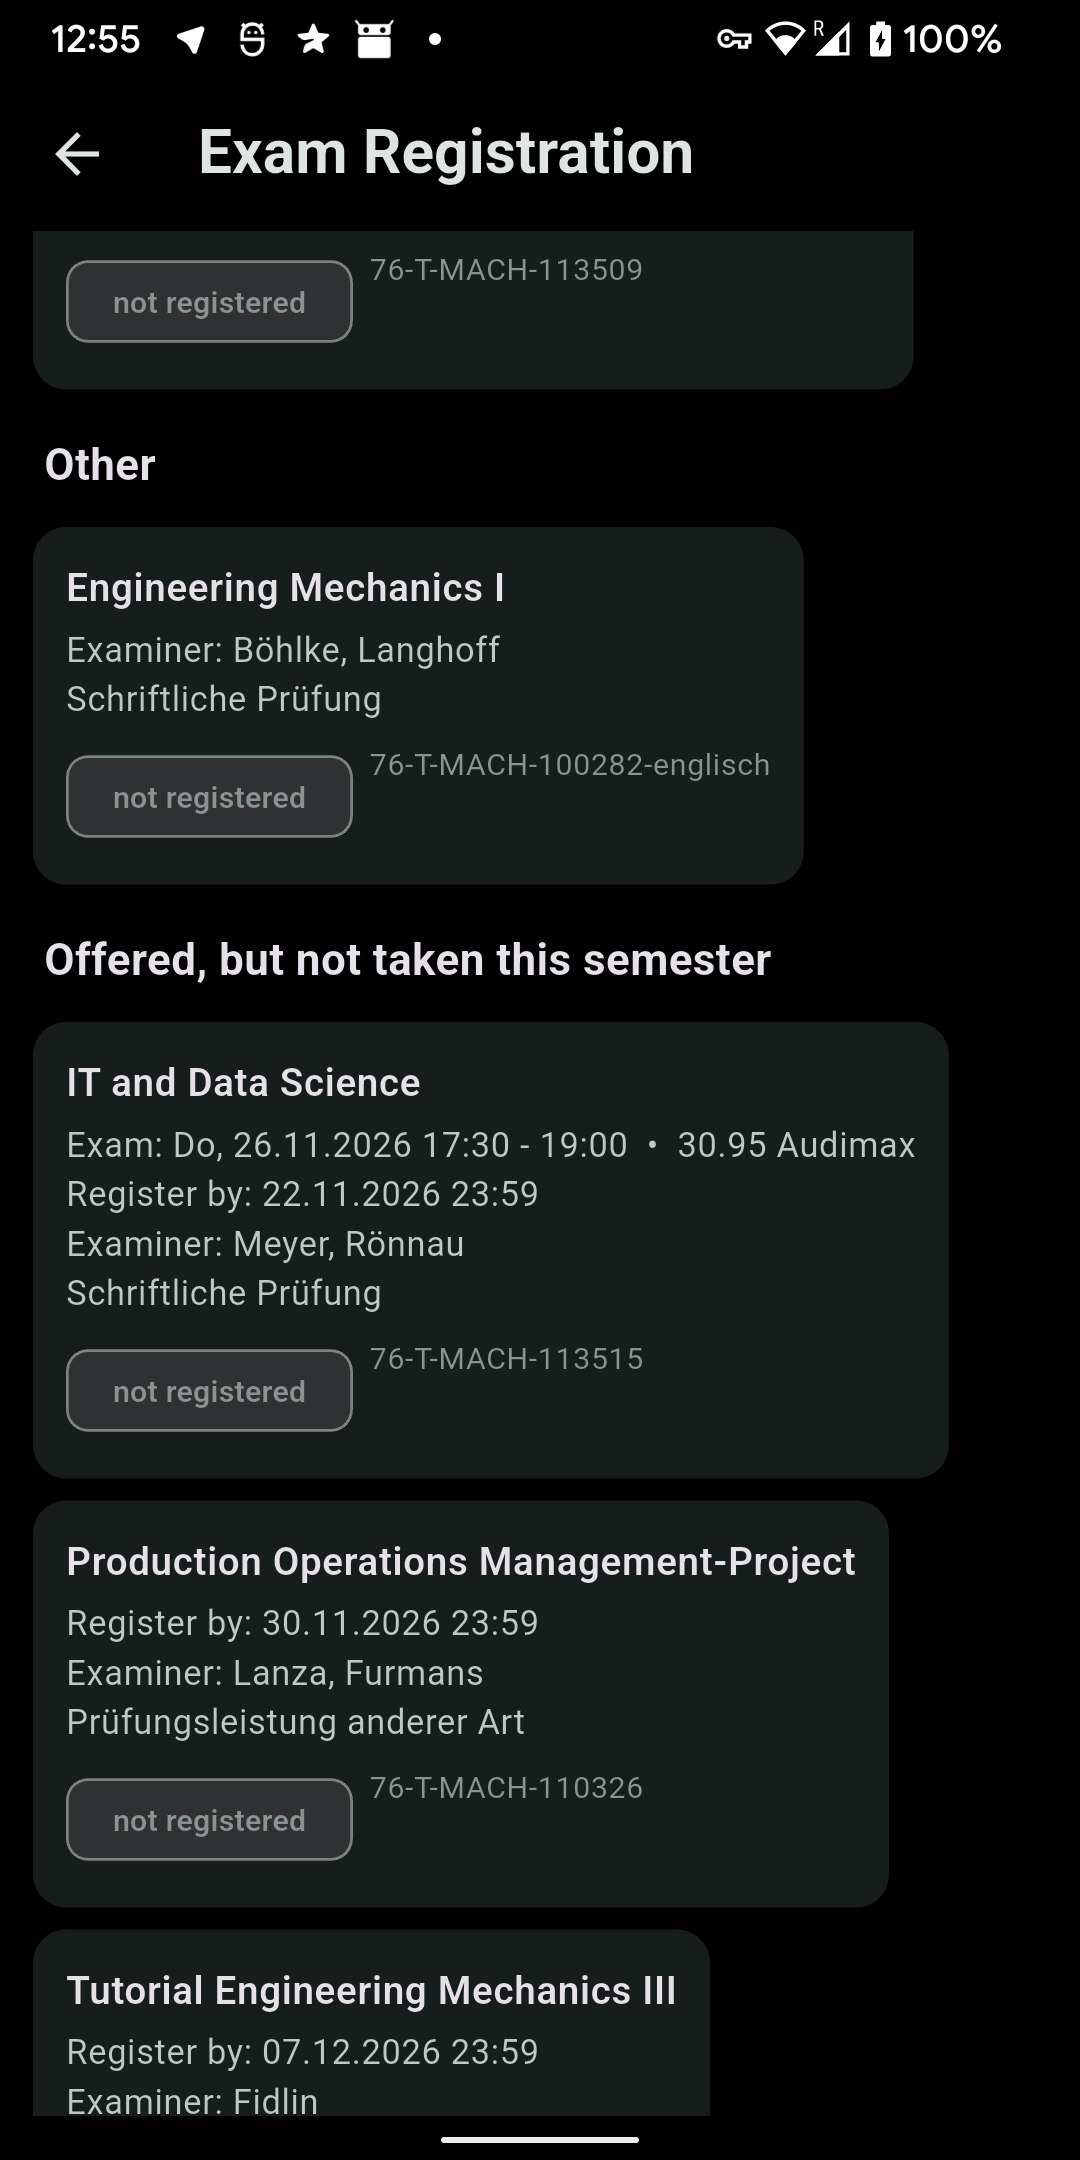 12:55
R
100%
Exam Registration
not registered 76-T-MACH-113509
Other
Engineering Mechanics I
Examiner: Böhlke, Langhoff
Schriftliche Prüfung
not registered 76-T-MACH-100282-englisch
Offered, but not taken this semester
IT and Data Science
Exam: Do, 26.11.2026 17:30 - 19:00 • 30.95 Audimax
Register by: 22.11.2026 23:59
Examiner: Meyer, Rönnau
Schriftliche Prüfung
not registered 76-T-MACH-113515
Production Operations Management-Project
Register by: 30.11.2026 23:59
Examiner: Lanza, Furmans
Prüfungsleistung anderer Art
not registered 76-T-MACH-110326
Tutorial Engineering Mechanics III
Register by: 07.12.2026 23:59
Examiner: Fidlin